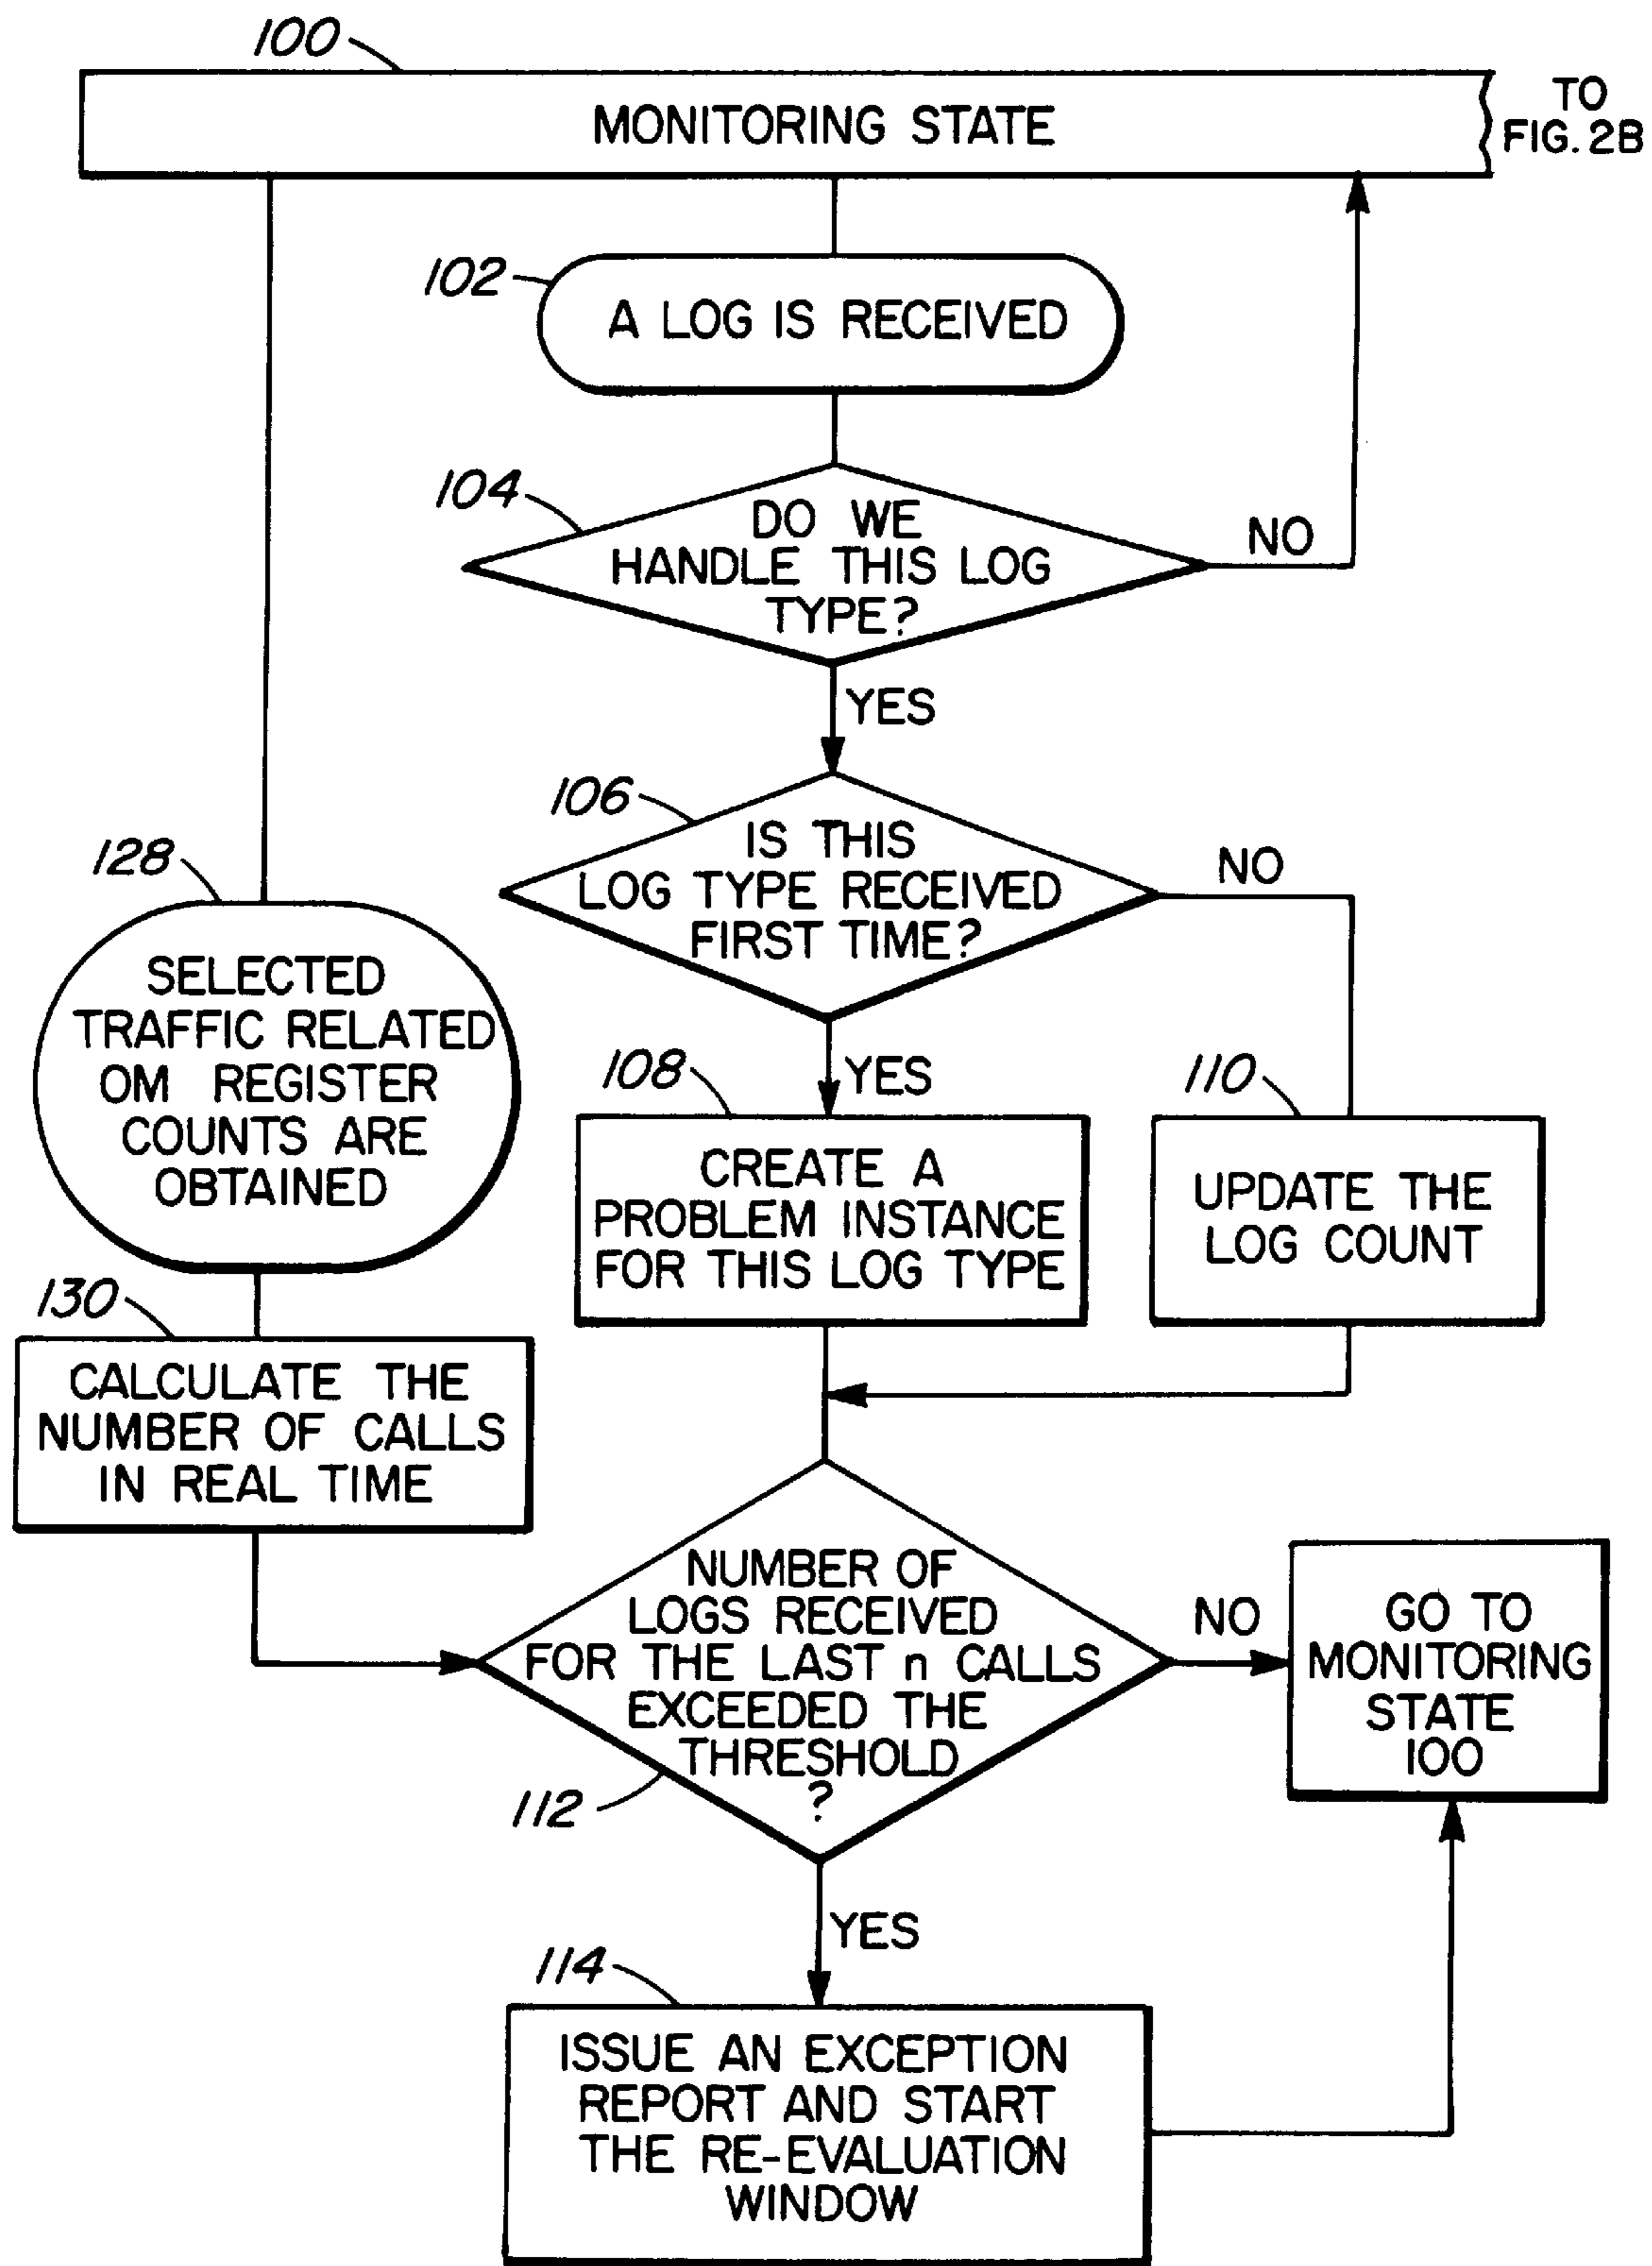 100
MONITORING STATE
TO
FIG. 2B
102
A LOG IS RECEIVED
104
DO WE
HANDLE THIS LOG
TYPE?
NO
YES
106
IS THIS
LOG TYPE RECEIVED
FIRST TIME?
NO
YES
128
SELECTED
TRAFFIC RELATED
OM REGISTER
COUNTS ARE
OBTAINED
108
CREATE A
PROBLEM INSTANCE
FOR THIS LOG TYPE
110
UPDATE THE
LOG COUNT
130
CALCULATE THE
NUMBER OF CALLS
IN REAL TIME
NUMBER OF
LOGS RECEIVED
FOR THE LAST n CALLS
EXCEEDED THE
THRESHOLD
?
112
NO
GO TO
MONITORING
STATE
100
YES
114
ISSUE AN EXCEPTION
REPORT AND START
THE RE-EVALUATION
WINDOW